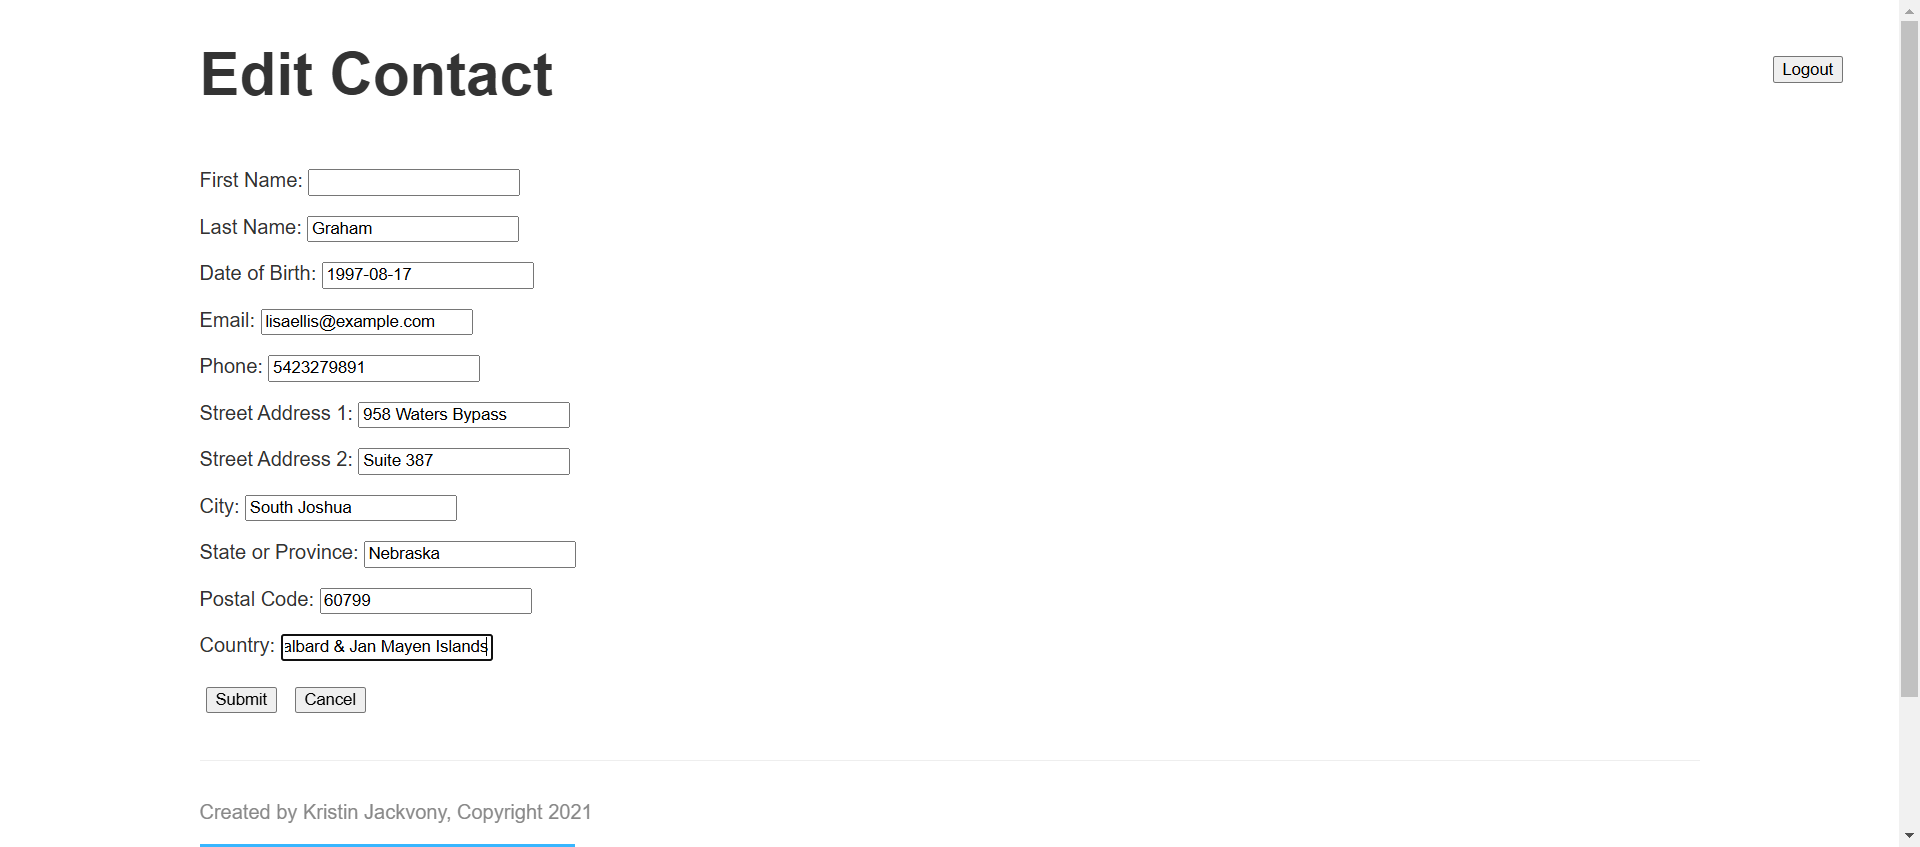 Edit Contact
Logout
First Name:
Last Name: Graham
Date of Birth: 1997-08-17
Email: lisaellis@example.com
Phone: 5423279891
Street Address 1: 958 Waters Bypass
Street Address 2: Suite 387
City: South Joshua
State or Province: Nebraska
Postal Code: 60799
Country: albard & Jan Mayen Islands
Submit Cancel
Created by Kristin Jackvony, Copyright 2021